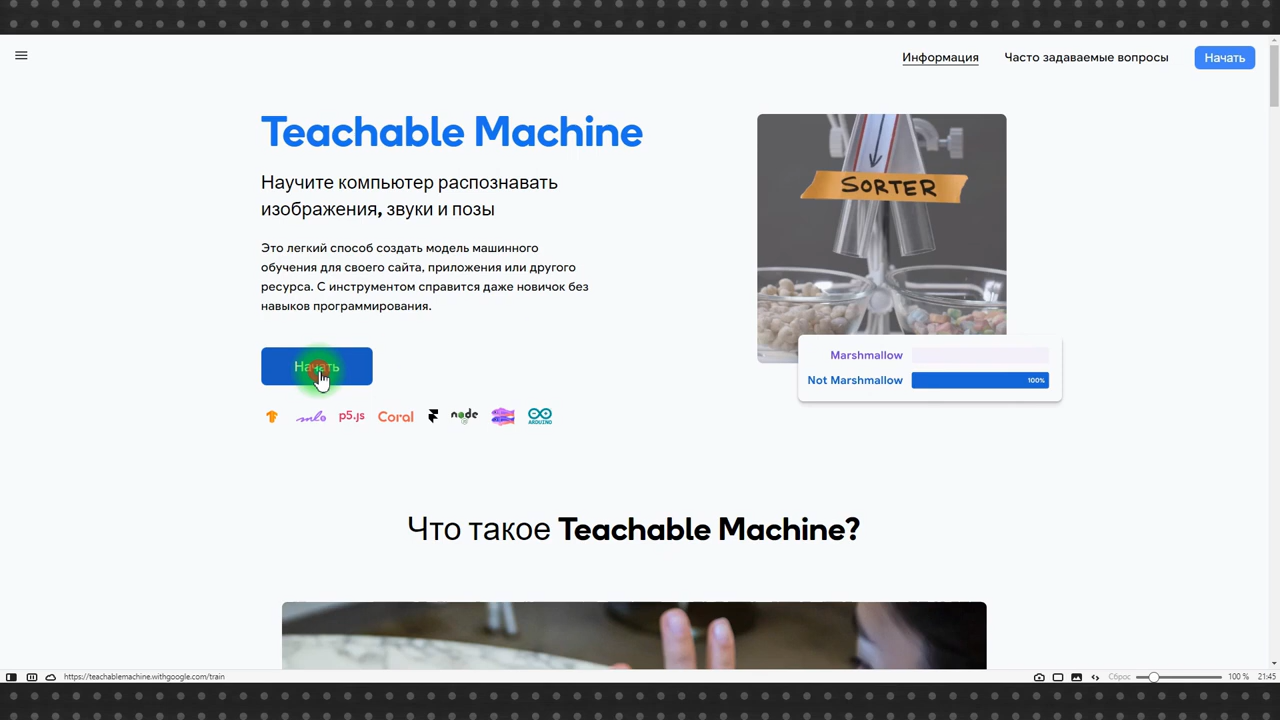 Информация
Часто задаваемые вопросы
Начать
Teachable Machine
Научите компьютер распознавать
изображения, звуки и позы
Это легкий способ создать модель машинного
обучения для своего сайта, приложения или другого
ресурса. С инструментом справится даже новичок без
навыков программирования.
Начать
p5.js
Coral
node
ARDUINO
SORTER
Marshmallow
Not Marshmallow
100%
Что такое Teachable Machine?
https://teachablemachine.withgoogle.com/train
Сброс
100 %
21:45